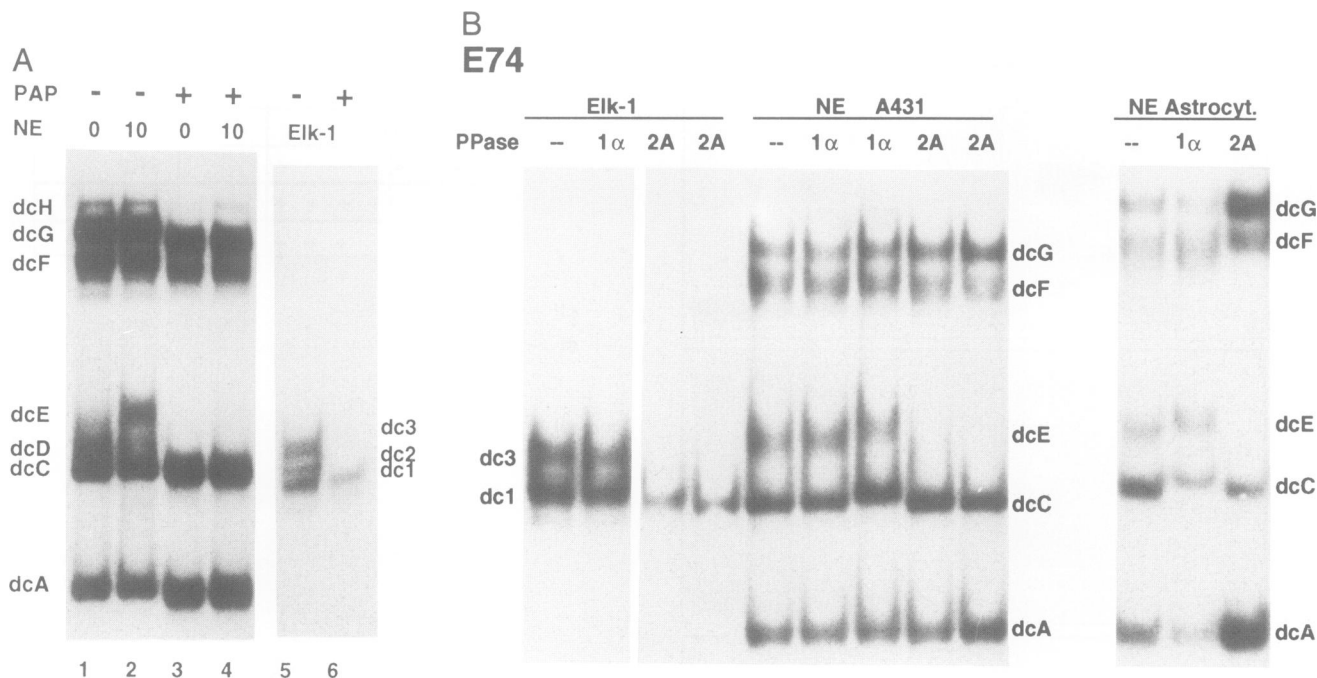 A
PAP - - + + - +
NE 0 10 0 10 Elk-1
dcH
dcG
dcF
dcE
dcD
dcC
dcA
dc3
dc2
dc1
1 2 3 4 5 6
B
E74
Elk-1 NE A431 NE Astrocyt.
PPase -- 1α 2A 2A -- 1α 1α 2A 2A -- 1α 2A
dc3
dc1
dcG
dcF
dcE
dcC
dcA
dcG
dcF
dcE
dcC
dcA